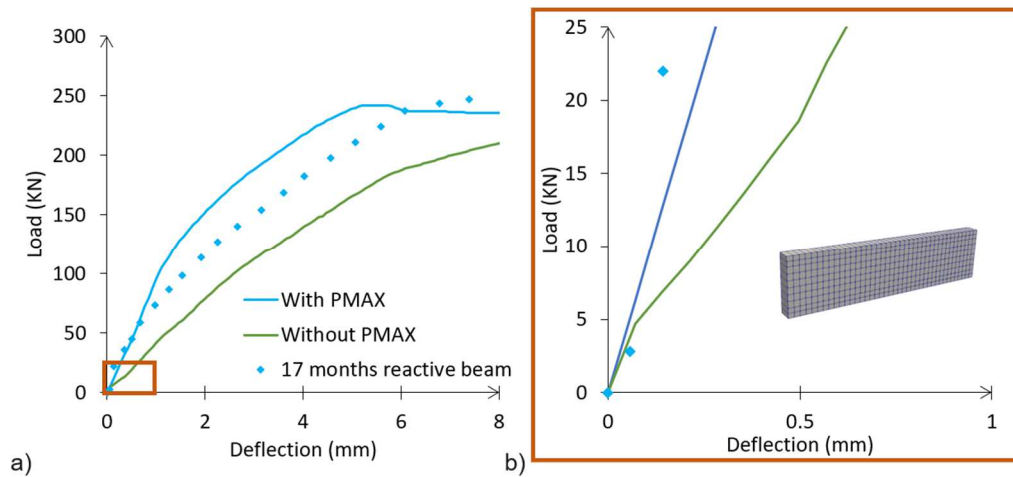 300
250
200
150
100
50
0
Load (KN)
With PMAX
Without PMAX
17 months reactive beam
0 2 4 6 8
Deflection (mm)
a)
25
20
15
10
5
0
Load (KN)
0 0.5 1
Deflection (mm)
b)